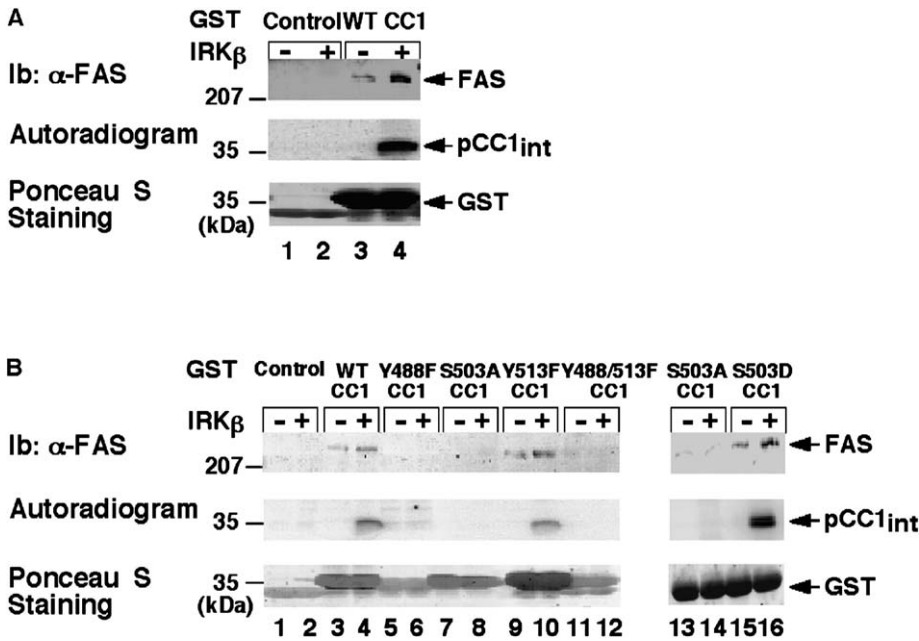 A
GST Control WT CC1
IRKβ - + - +
Ib: α-FAS
207
FAS
Autoradiogram
35
pCC1int
Ponceau S
Staining
35
(kDa)
GST
1 2 3 4
B
GST Control WT CC1 Y488F CC1 S503A CC1 Y513F CC1 Y488/513F CC1 S503A CC1 S503D CC1
IRKβ - + - + - + - + - + - + - + - +
Ib: α-FAS
207
FAS
Autoradiogram
35
pCC1int
Ponceau S
Staining
35
(kDa)
GST
1 2 3 4 5 6 7 8 9 10 11 12 13 14 15 16